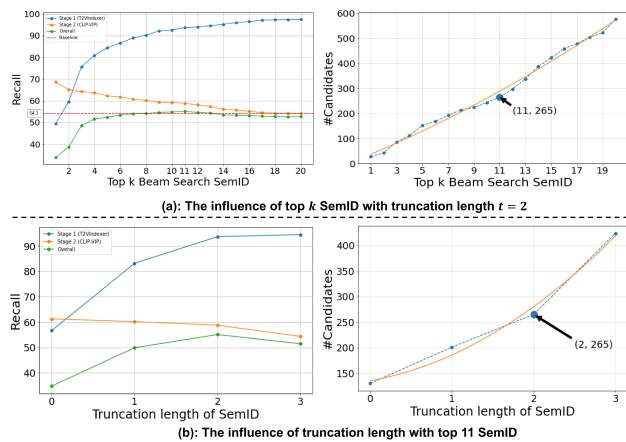 Stage 1 (T2VIndexer)
Stage 2 (CLIP-VIP)
Overall
Baseline
Recall
100
90
80
70
60
54.1
50
40
2 4 6 8 10 11 12 14 16 18 20
Top k Beam Search SemID
#Candidates
600
500
400
300
200
100
0
(11, 265)
1 3 5 7 9 11 13 15 17 19
Top k Beam Search SemID
(a): The influence of top k SemID with truncation length t = 2
Stage 1 (T2VIndexer)
Stage 2 (CLIP-VIP)
Overall
Recall
90
80
70
60
50
40
0 1 2 3
Truncation length of SemID
#Candidates
400
350
300
250
200
150
(2, 265)
0 1 2 3
Truncation length of SemID
(b): The influence of truncation length with top 11 SemID